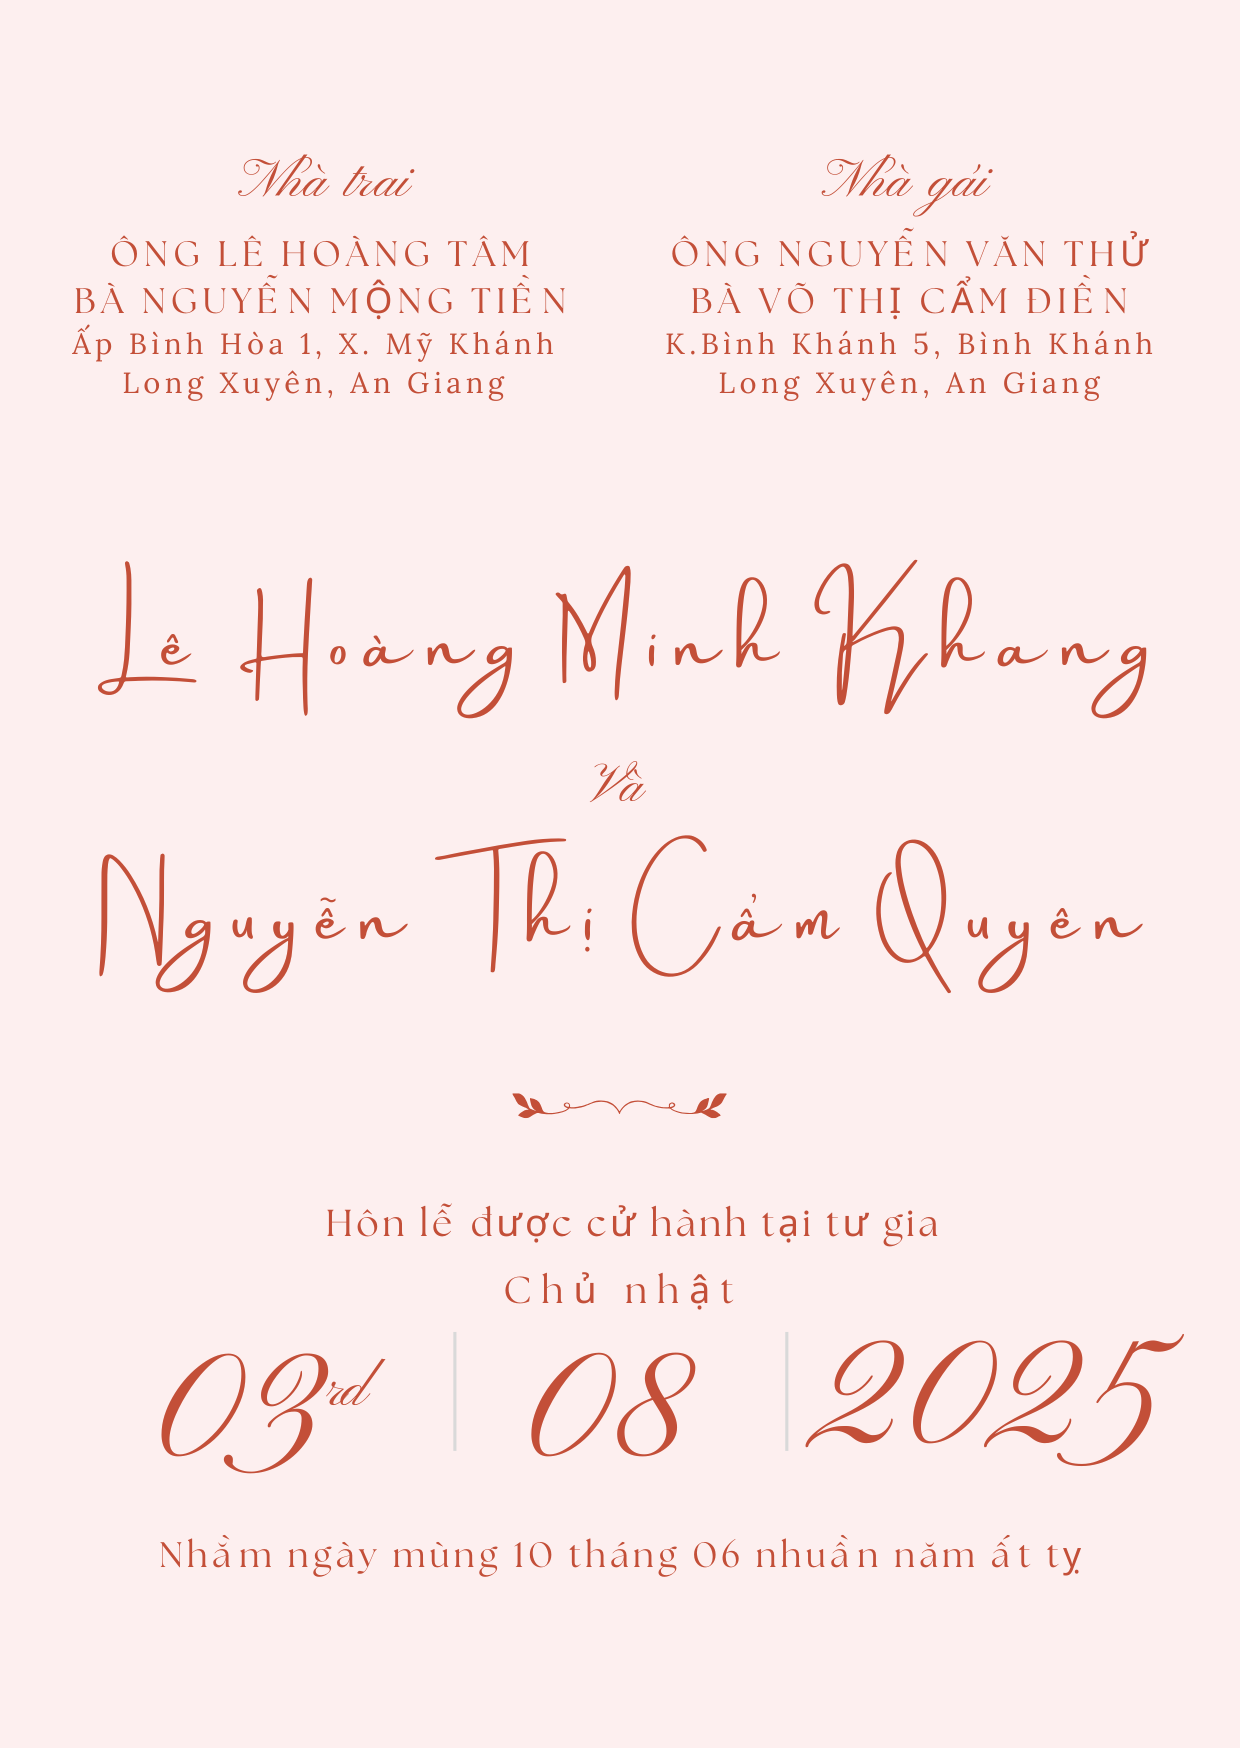 Nhà trai
ÔNG LÊ HOÀNG TÂM
BÀ NGUYỄN MỘNG TIỀN
Ấp Bình Hòa 1, X. Mỹ Khánh
Long Xuyên, An Giang
Nhà gái
ÔNG NGUYỄN VĂN THỬ
BÀ VÕ THỊ CẨM ĐIỀN
K.Bình Khánh 5, Bình Khánh
Long Xuyên, An Giang
Lê Hoàng Minh Khang
Và
Nguyễn Thị Cẩm Quyên
Hôn lễ được cử hành tại tư gia
Chủ nhật
03rd 08 2025
Nhằm ngày mùng 10 tháng 06 nhuần năm ất tỵ